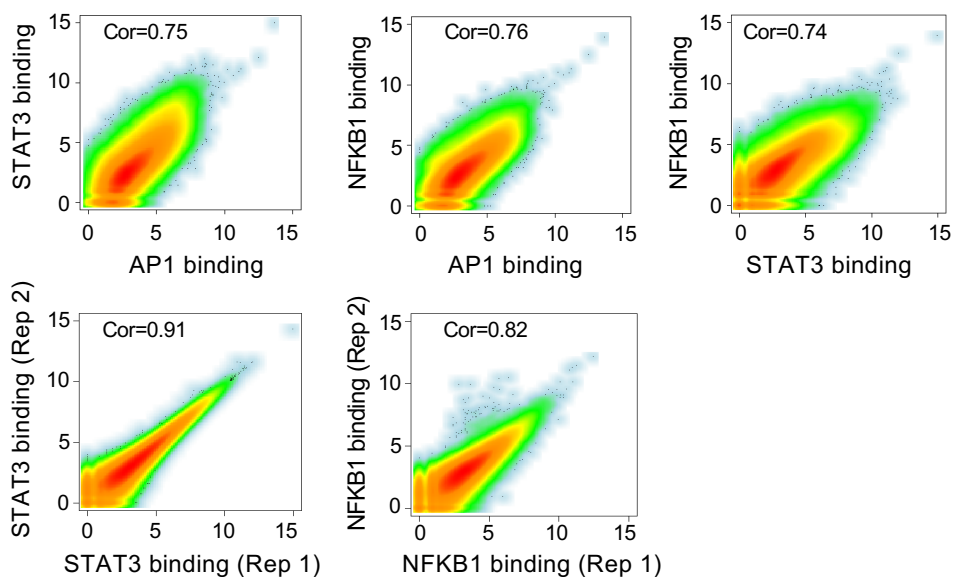 Cor=0.75
STAT3 binding
15
10
5
0
0 5 10 15
AP1 binding
Cor=0.76
NFKB1 binding
15
10
5
0
0 5 10 15
AP1 binding
Cor=0.74
NFKB1 binding
15
10
5
0
0 5 10 15
STAT3 binding
Cor=0.91
STAT3 binding (Rep 2)
15
10
5
0
0 5 10 15
STAT3 binding (Rep 1)
Cor=0.82
NFKB1 binding (Rep 2)
15
10
5
0
0 5 10 15
NFKB1 binding (Rep 1)